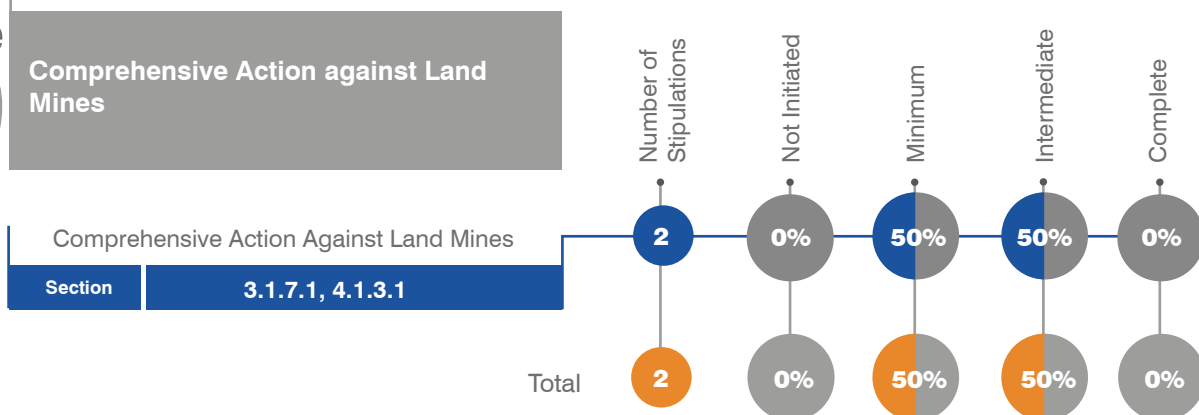 Comprehensive Action against Land
Mines
Number of
Stipulations
Not Initiated
Minimum
Intermediate
Complete
Comprehensive Action Against Land Mines
2
0%
50%
50%
0%
Section
3.1.7.1, 4.1.3.1
Total
2
0%
50%
50%
0%